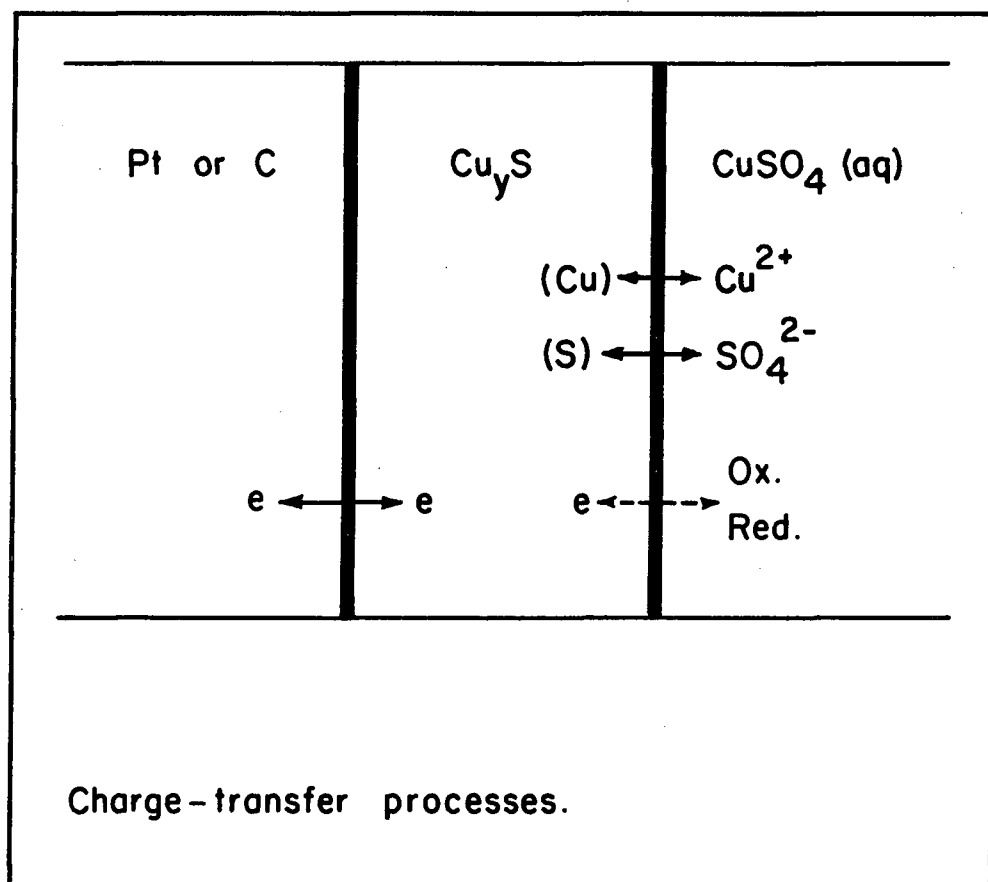 Pt or C CuyS CuSO4 (aq)
(Cu) Cu2+
(S) SO42-
Ox.
e e e
Red.
Charge-transfer processes.